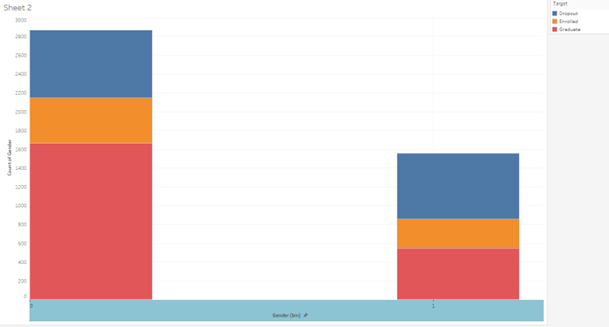 Sheet 2
Target
Dropout
Enrolled
Graduate
3000
2800
2600
2400
2200
2000
1800
1600
1400
1200
1000
800
600
400
200
0
Count of Gender
0
1
Gender (bin)